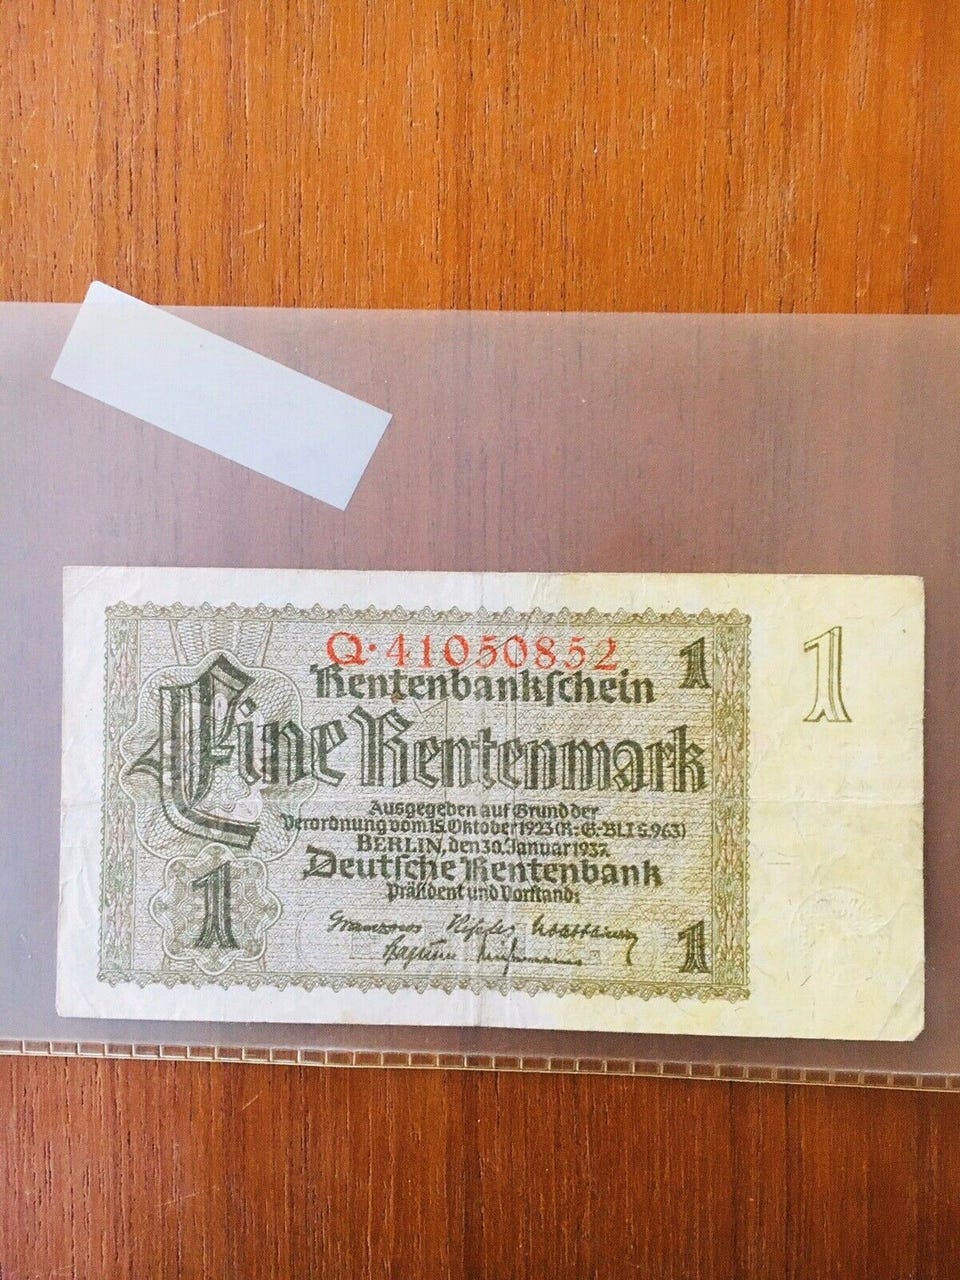 Q·41050852
1
Rentenbankschein
1
Eine Rentenmark
Ausgegeben auf Grund der
Verordnung vom 15. Oktober 1923 (R.-G.-Bl. I S. 963)
BERLIN, den 30. Januar 1937
Deutsche Rentenbank
Präsident und Vorstand:
1
1